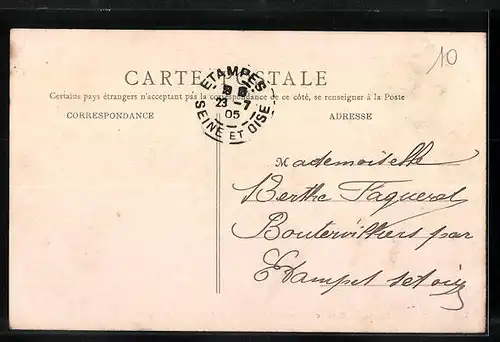 10
CARTE POSTALE
Certains pays étrangers n'acceptant pas la correspondance de ce côté, se renseigner à la Poste
CORRESPONDANCE
ADRESSE
ETAMPES
23 - 7
05
SEINE ET OISE
Mademoiselle
Berthe Faqueret
Boutervilliers par
Etampes set oise